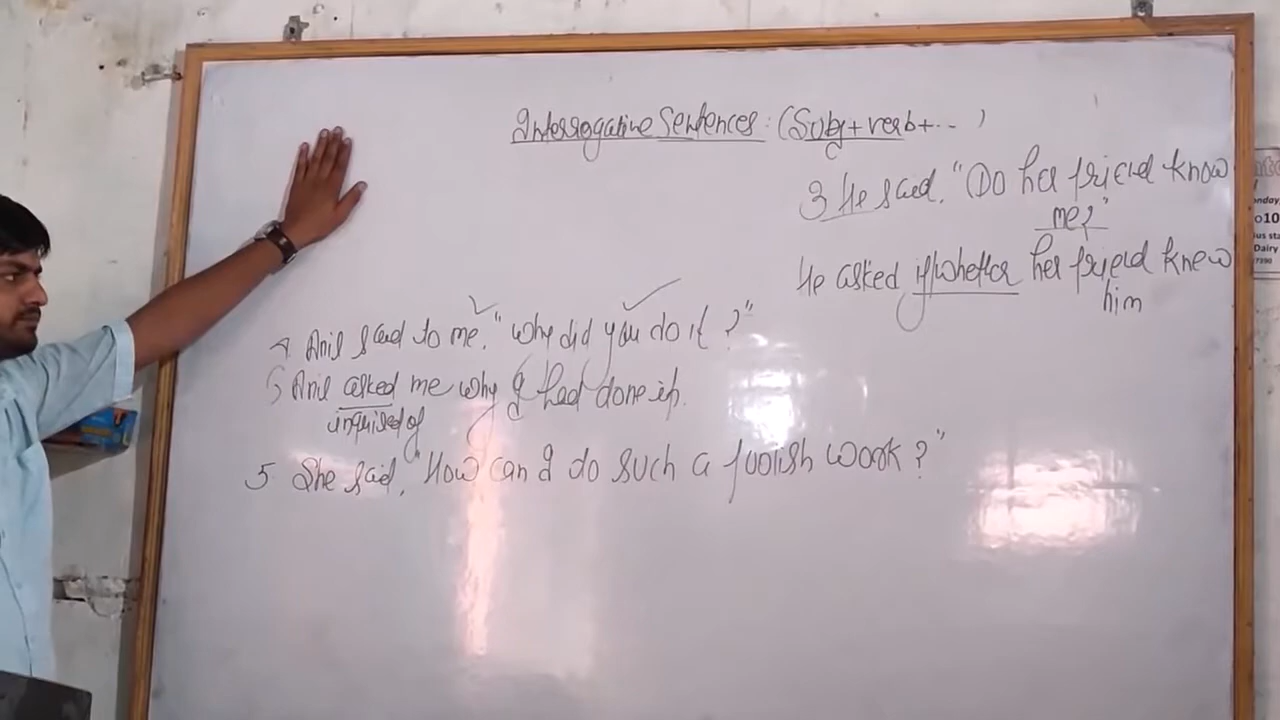 Interrogative Sentences: (Subj + verb + -- )
3 He said, "Do her friend know
me?"
He asked if/whether her friend knew
him
4. Anil said to me, "Why did you do it ?"
Anil asked me why I had done it.
inquired of
5. She said, "How can I do such a foolish work ?"